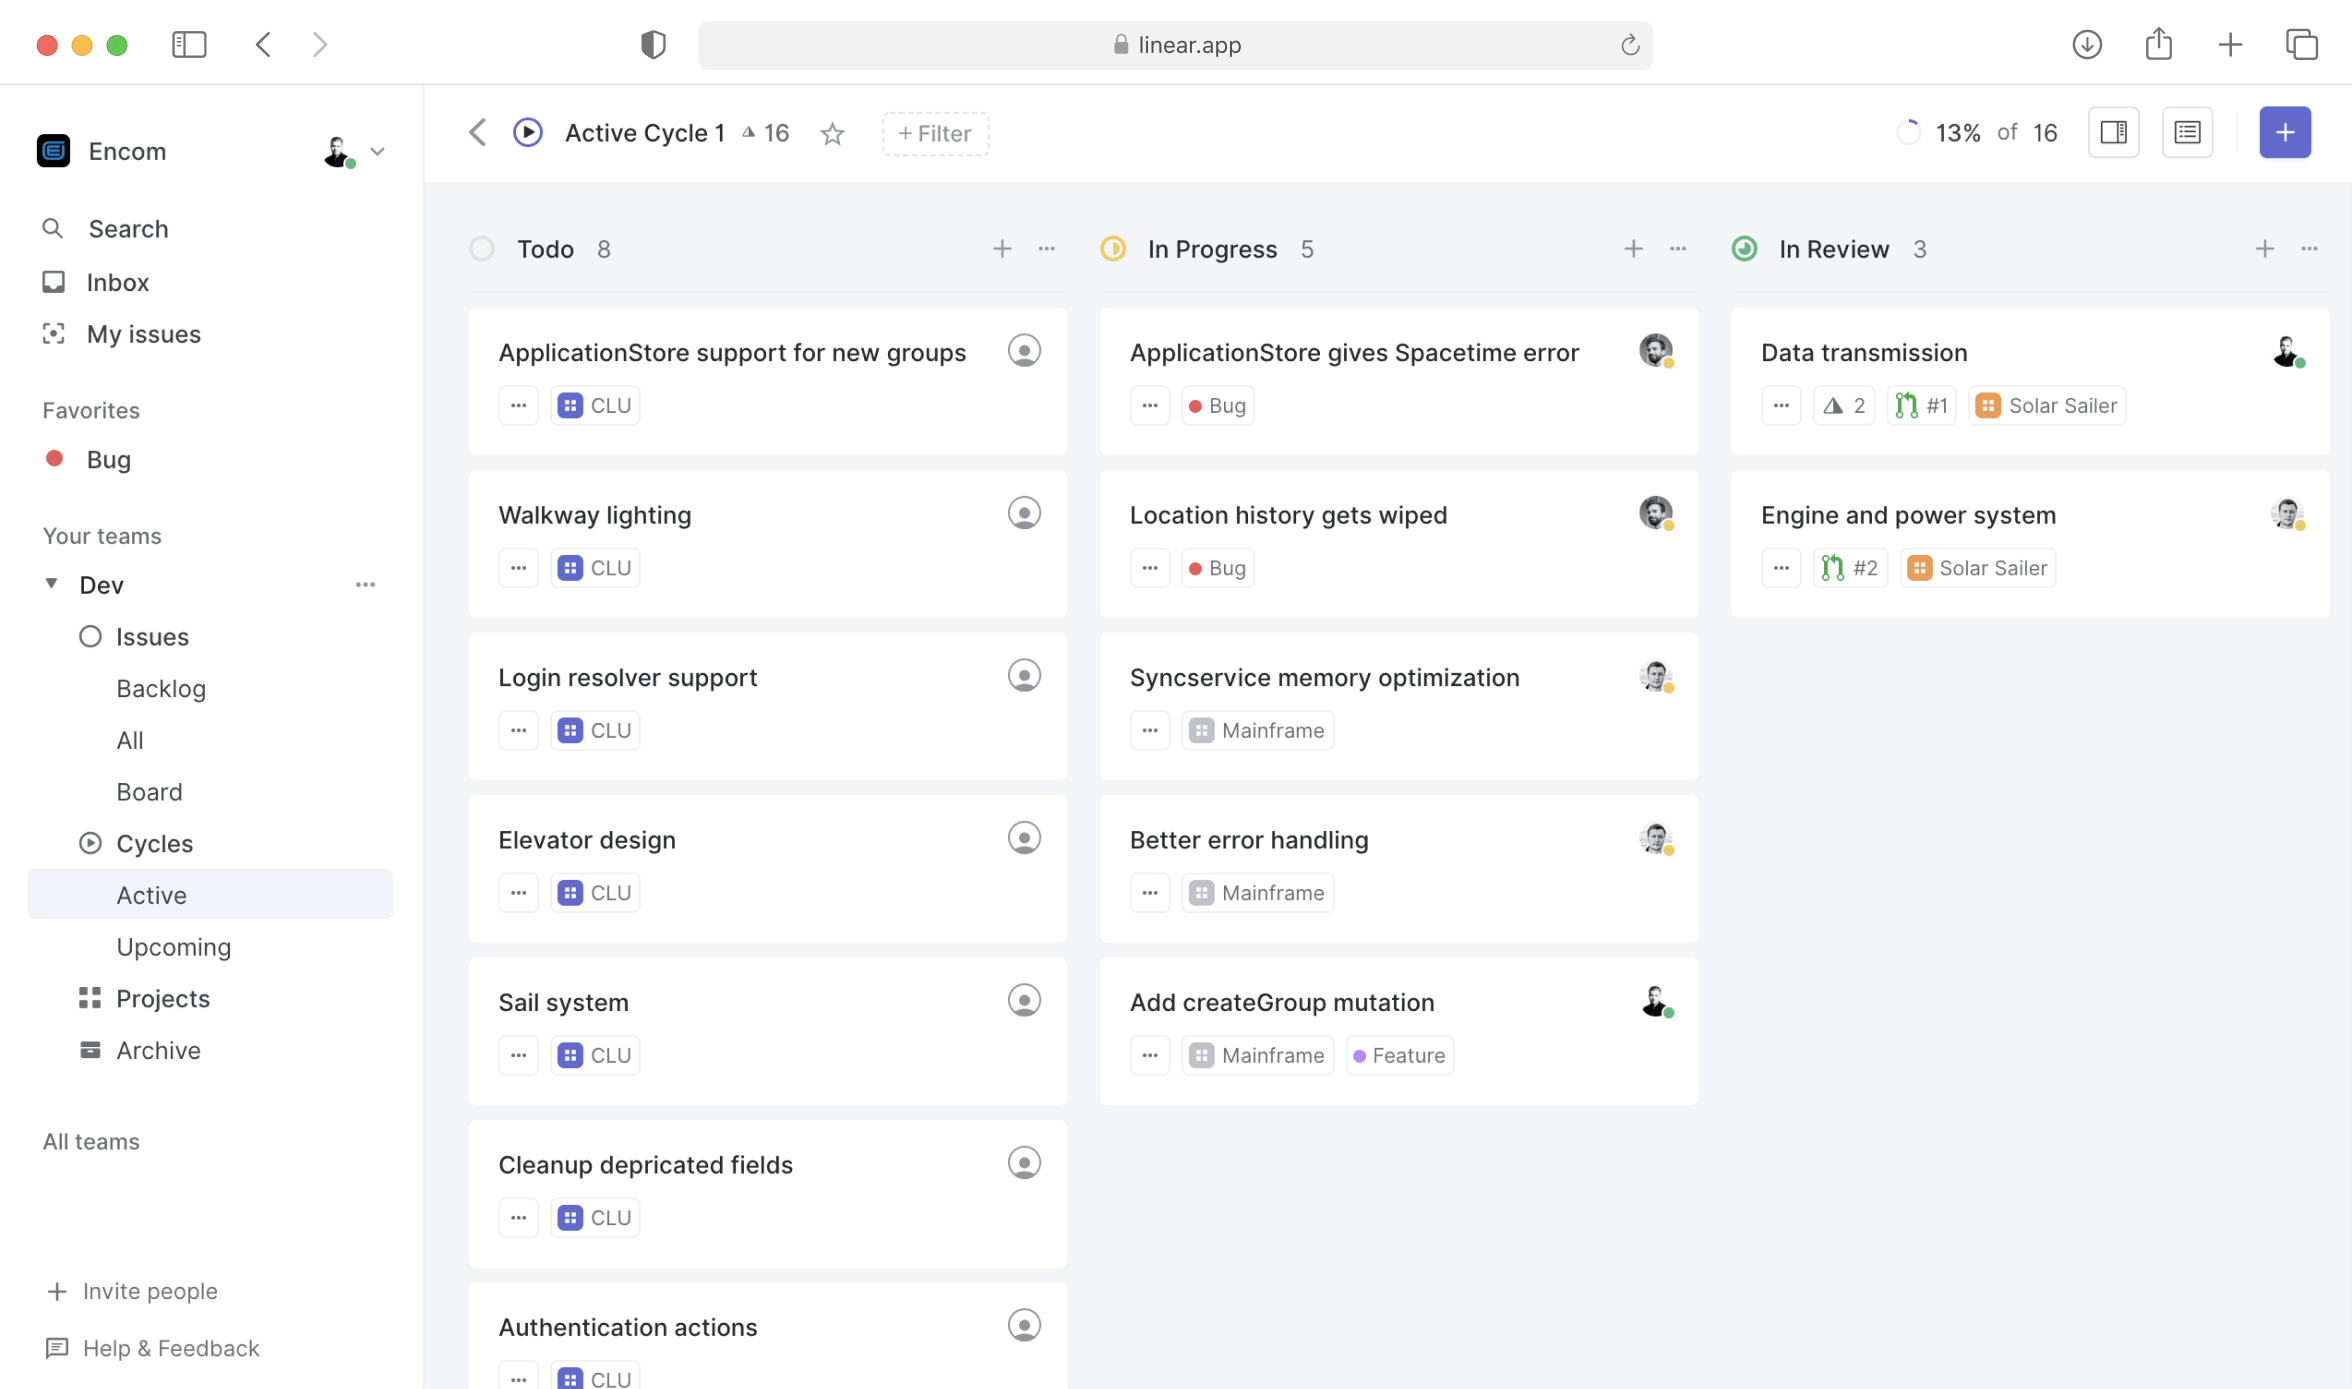 linear.app
Encom
Search
Inbox
My issues
Favorites
Bug
Your teams
Dev
Issues
Backlog
All
Board
Cycles
Active
Upcoming
Projects
Archive
All teams
Invite people
Help & Feedback
Active Cycle 1 16 + Filter
13% of 16
Todo 8
ApplicationStore support for new groups
CLU
Walkway lighting
CLU
Login resolver support
CLU
Elevator design
CLU
Sail system
CLU
Cleanup depricated fields
CLU
Authentication actions
CLU
In Progress 5
ApplicationStore gives Spacetime error
Bug
Location history gets wiped
Bug
Syncservice memory optimization
Mainframe
Better error handling
Mainframe
Add createGroup mutation
Mainframe Feature
In Review 3
Data transmission
2 #1 Solar Sailer
Engine and power system
#2 Solar Sailer